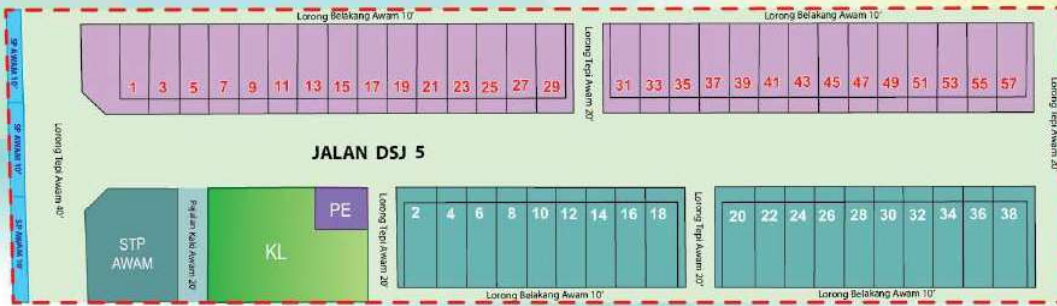 Lorong Belakang Awam 10'
Lorong Belakang Awam 10'
SP AWAM 10'
SP AWAM 10'
SP AWAM 10'
1 3 5 7 9 11 13 15 17 19 21 23 25 27 29
Lorong Tepi Awam 20'
31 33 35 37 39 41 43 45 47 49 51 53 55 57
Lorong Tepi Awam 20'
Lorong Tepi Awam 40'
JALAN DSJ 5
STP
AWAM
Pejalan Kaki Awam 20'
KL
PE
Lorong Tepi Awam 20'
2 4 6 8 10 12 14 16 18
Lorong Tepi Awam 20'
20 22 24 26 28 30 32 34 36 38
Lorong Belakang Awam 10'
Lorong Belakang Awam 10'